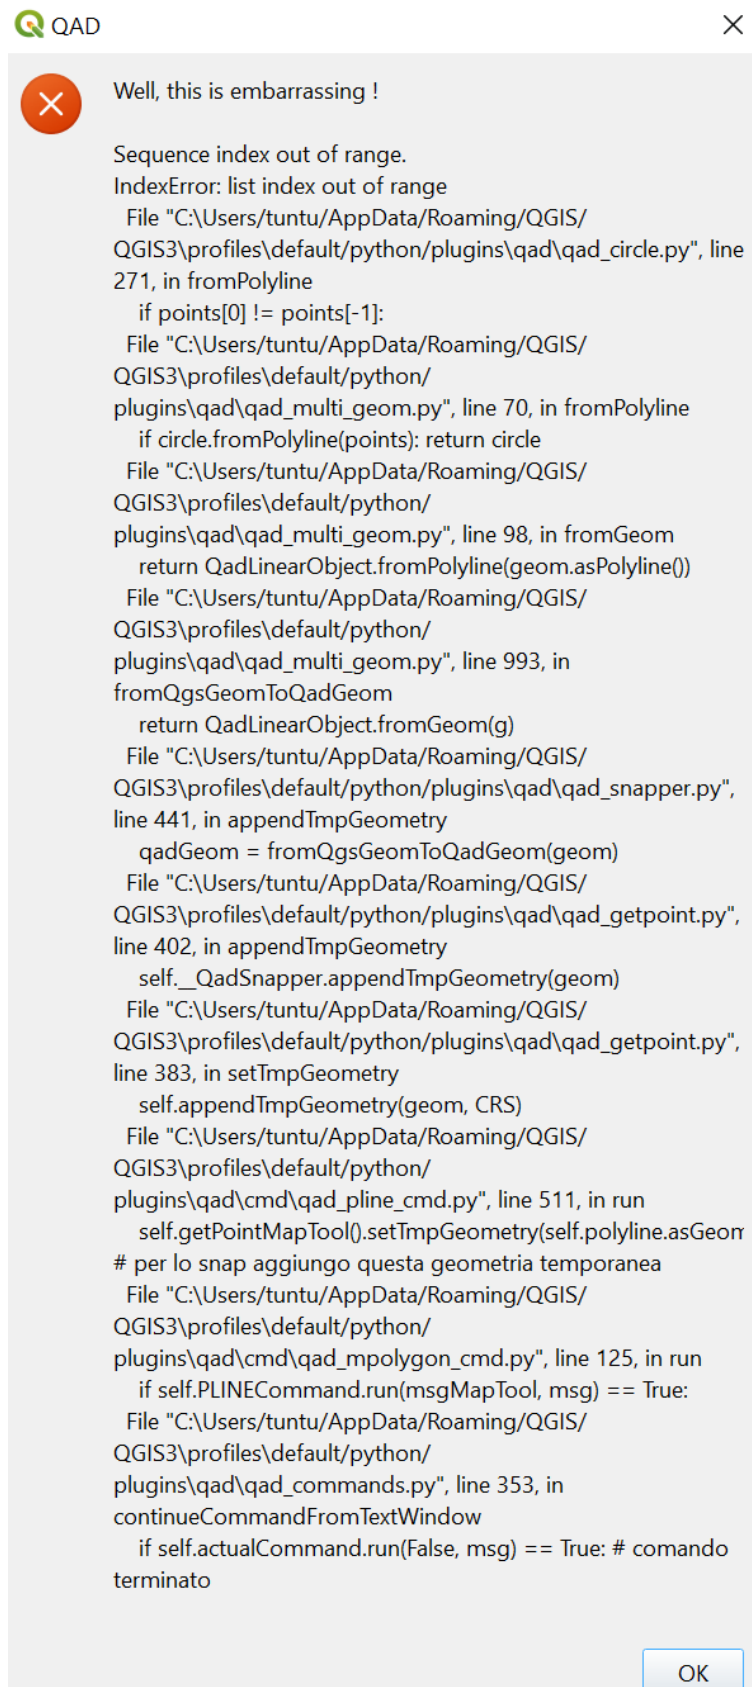 QAD
Well, this is embarrassing !
Sequence index out of range.
IndexError: list index out of range
File "C:\Users/tuntu/AppData/Roaming/QGIS/
QGIS3\profiles\default/python/plugins\qad\qad_circle.py", line
271, in fromPolyline
if points[0] != points[-1]:
File "C:\Users/tuntu/AppData/Roaming/QGIS/
QGIS3\profiles\default/python/
plugins\qad\qad_multi_geom.py", line 70, in fromPolyline
if circle.fromPolyline(points): return circle
File "C:\Users/tuntu/AppData/Roaming/QGIS/
QGIS3\profiles\default/python/
plugins\qad\qad_multi_geom.py", line 98, in fromGeom
return QadLinearObject.fromPolyline(geom.asPolyline())
File "C:\Users/tuntu/AppData/Roaming/QGIS/
QGIS3\profiles\default/python/
plugins\qad\qad_multi_geom.py", line 993, in
fromQgsGeomToQadGeom
return QadLinearObject.fromGeom(g)
File "C:\Users/tuntu/AppData/Roaming/QGIS/
QGIS3\profiles\default/python/plugins\qad\qad_snapper.py",
line 441, in appendTmpGeometry
qadGeom = fromQgsGeomToQadGeom(geom)
File "C:\Users/tuntu/AppData/Roaming/QGIS/
QGIS3\profiles\default/python/plugins\qad\qad_getpoint.py",
line 402, in appendTmpGeometry
self.__QadSnapper.appendTmpGeometry(geom)
File "C:\Users/tuntu/AppData/Roaming/QGIS/
QGIS3\profiles\default/python/plugins\qad\qad_getpoint.py",
line 383, in setTmpGeometry
self.appendTmpGeometry(geom, CRS)
File "C:\Users/tuntu/AppData/Roaming/QGIS/
QGIS3\profiles\default/python/
plugins\qad\cmd\qad_pline_cmd.py", line 511, in run
self.getPointMapTool().setTmpGeometry(self.polyline.asGeom
# per lo snap aggiungo questa geometria temporanea
File "C:\Users/tuntu/AppData/Roaming/QGIS/
QGIS3\profiles\default/python/
plugins\qad\cmd\qad_mpolygon_cmd.py", line 125, in run
if self.PLINECommand.run(msgMapTool, msg) == True:
File "C:\Users/tuntu/AppData/Roaming/QGIS/
QGIS3\profiles\default/python/
plugins\qad\qad_commands.py", line 353, in
continueCommandFromTextWindow
if self.actualCommand.run(False, msg) == True: # comando
terminato
OK